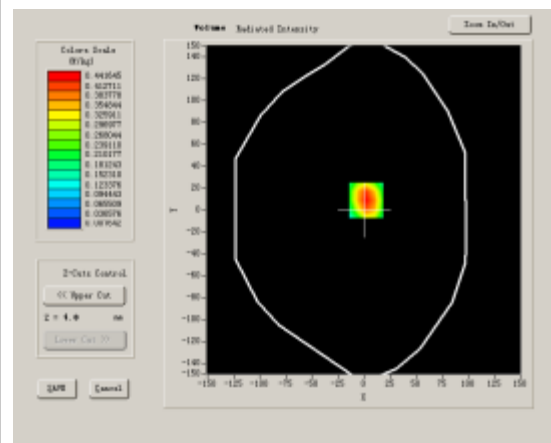 Volume Radiated Intensity
Zoom In/Out
Colors Scale
(W/kg)
0.441645
0.412711
0.383778
0.354844
0.325911
0.296977
0.268044
0.239110
0.210177
0.181243
0.152310
0.123376
0.094443
0.065509
0.036576
0.007642
150
140
120
100
80
60
40
20
0
-20
-40
-60
-80
-100
-120
-140
-150
Y
-150 -125 -100 -75 -50 -25 0 25 50 75 100 125 150
X
Z-Cuts Control
<< Upper Cut
Z = 4.0 mm
Lower Cut >>
SAVE Cancel